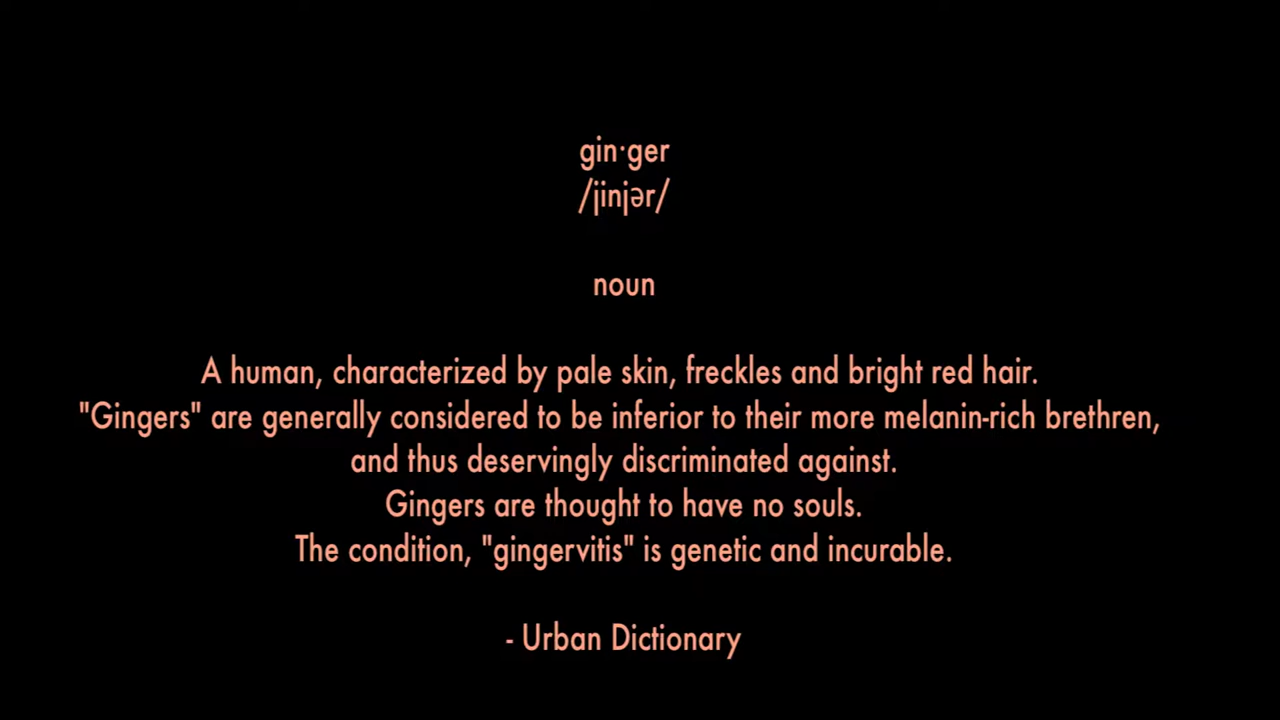 gin·ger
/jinjər/
noun
A human, characterized by pale skin, freckles and bright red hair.
"Gingers" are generally considered to be inferior to their more melanin-rich brethren,
and thus deservingly discriminated against.
Gingers are thought to have no souls.
The condition, "gingervitis" is genetic and incurable.
- Urban Dictionary